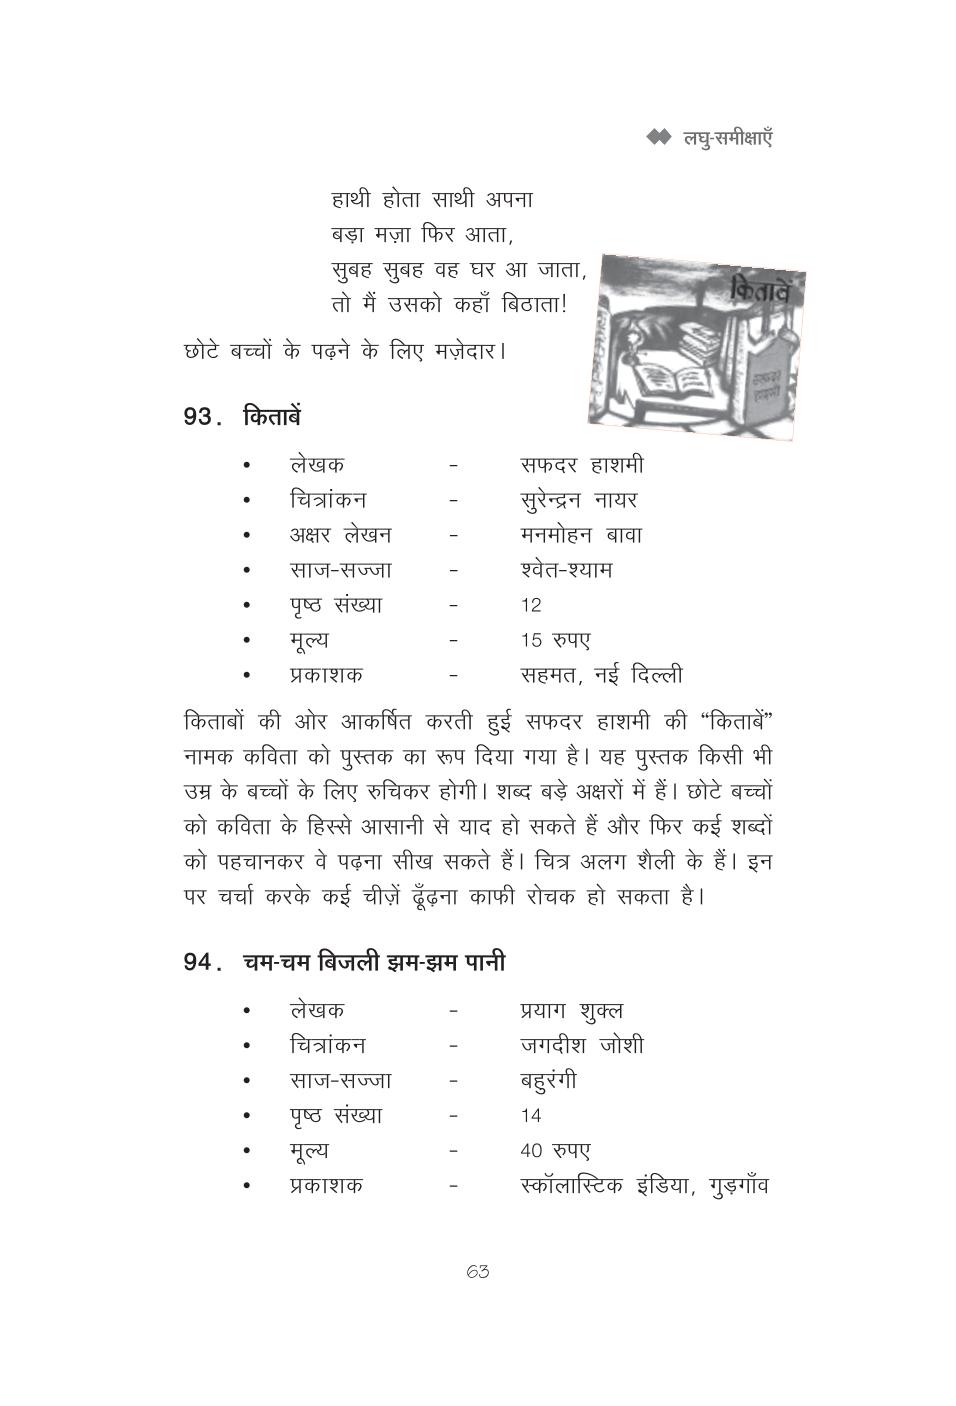 लघु-समीक्षाएँ
हाथी होता साथी अपना
बड़ा मज़ा फिर आता,
सुबह सुबह वह घर आ जाता,
तो मैं उसको कहाँ बिठाता!
किताबें
सफदर
हाशमी
छोटे बच्चों के पढ़ने के लिए मज़ेदार।
93. किताबें
• लेखक - सफदर हाशमी
• चित्रांकन - सुरेन्द्रन नायर
• अक्षर लेखन - मनमोहन बावा
• साज-सज्जा - श्वेत-श्याम
• पृष्ठ संख्या - 12
• मूल्य - 15 रुपए
• प्रकाशक - सहमत, नई दिल्ली
किताबों की ओर आकर्षित करती हुई सफदर हाशमी की “किताबें”
नामक कविता को पुस्तक का रूप दिया गया है। यह पुस्तक किसी भी
उम्र के बच्चों के लिए रुचिकर होगी। शब्द बड़े अक्षरों में हैं। छोटे बच्चों
को कविता के हिस्से आसानी से याद हो सकते हैं और फिर कई शब्दों
को पहचानकर वे पढ़ना सीख सकते हैं। चित्र अलग शैली के हैं। इन
पर चर्चा करके कई चीज़ें ढूँढ़ना काफी रोचक हो सकता है।
94. चम-चम बिजली झम-झम पानी
• लेखक - प्रयाग शुक्ल
• चित्रांकन - जगदीश जोशी
• साज-सज्जा - बहुरंगी
• पृष्ठ संख्या - 14
• मूल्य - 40 रुपए
• प्रकाशक - स्कॉलास्टिक इंडिया, गुड़गाँव
63